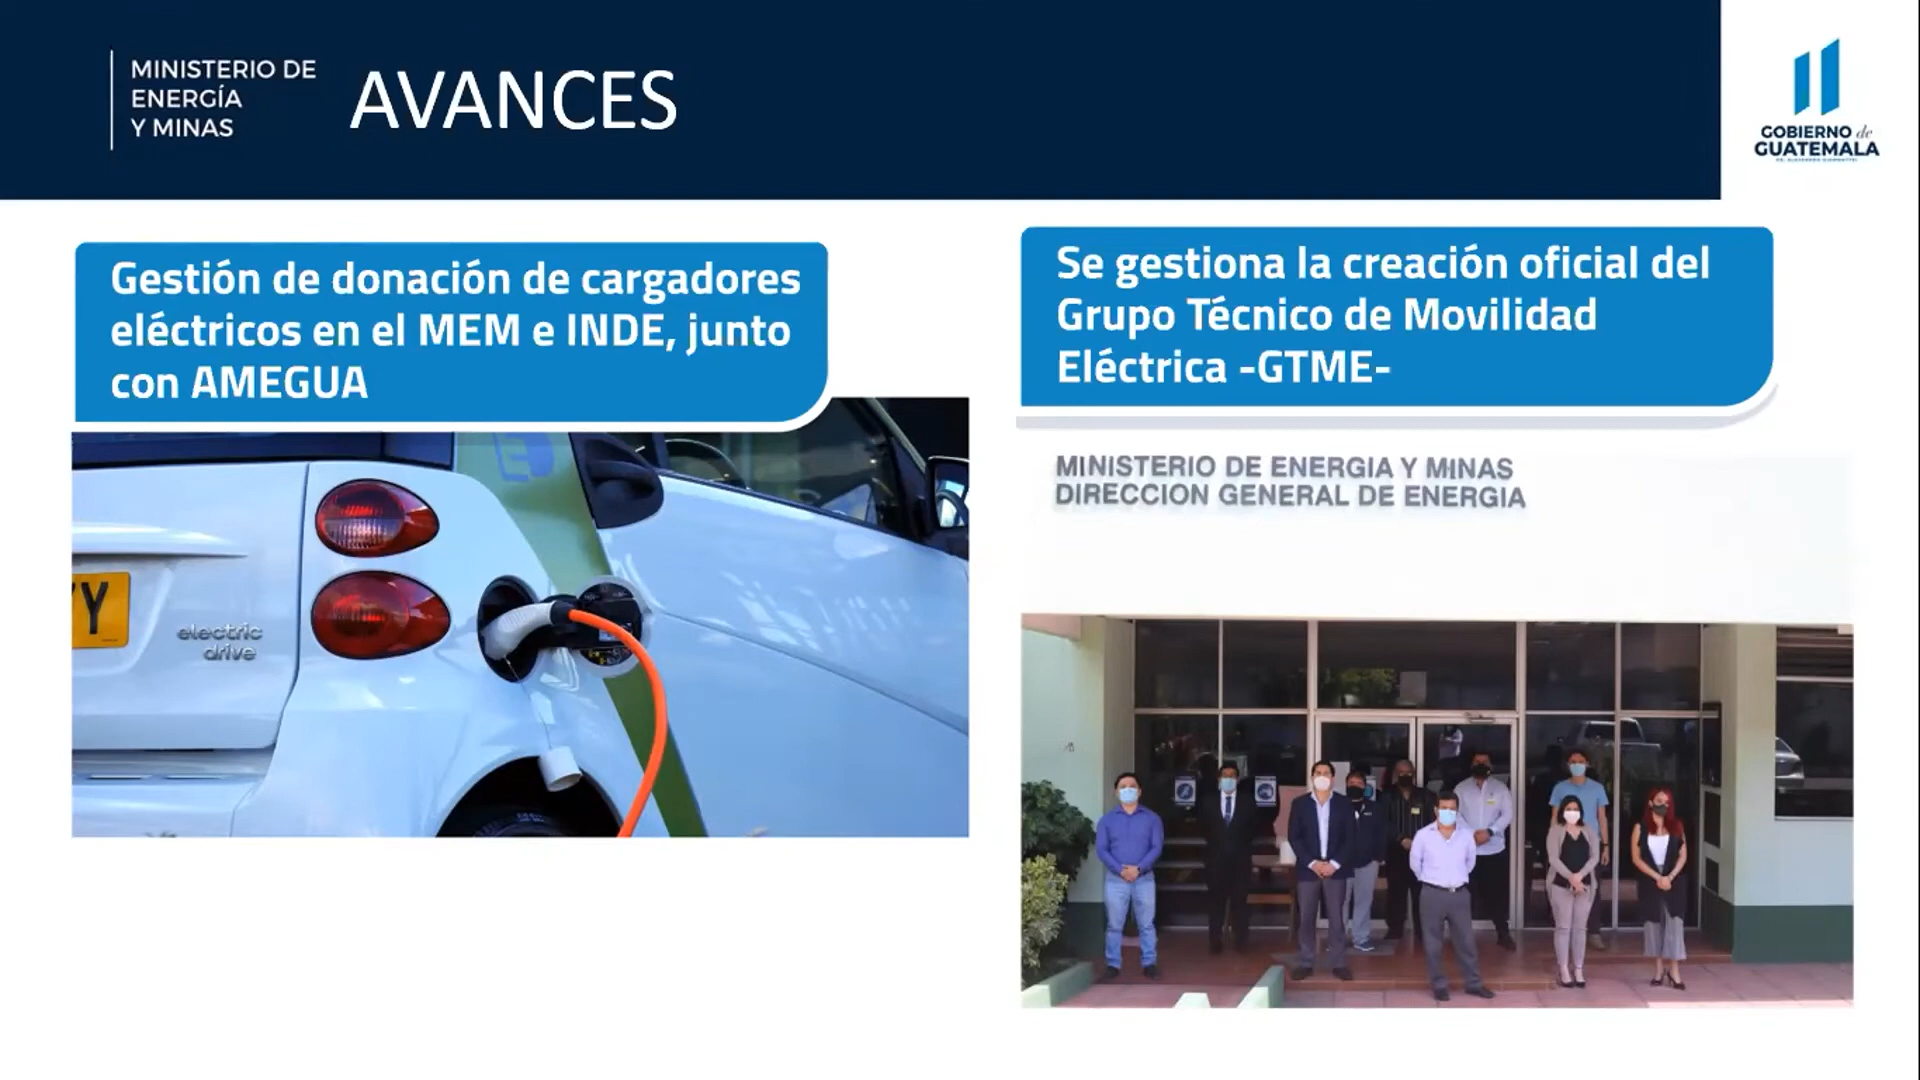 MINISTERIO DE
ENERGÍA
Y MINAS
AVANCES
GOBIERNO de
GUATEMALA
Gestión de donación de cargadores
eléctricos en el MEM e INDE, junto
con AMEGUA
Se gestiona la creación oficial del
Grupo Técnico de Movilidad
Eléctrica -GTME-
E
Y
electric
drive
MINISTERIO DE ENERGIA Y MINAS
DIRECCION GENERAL DE ENERGIA